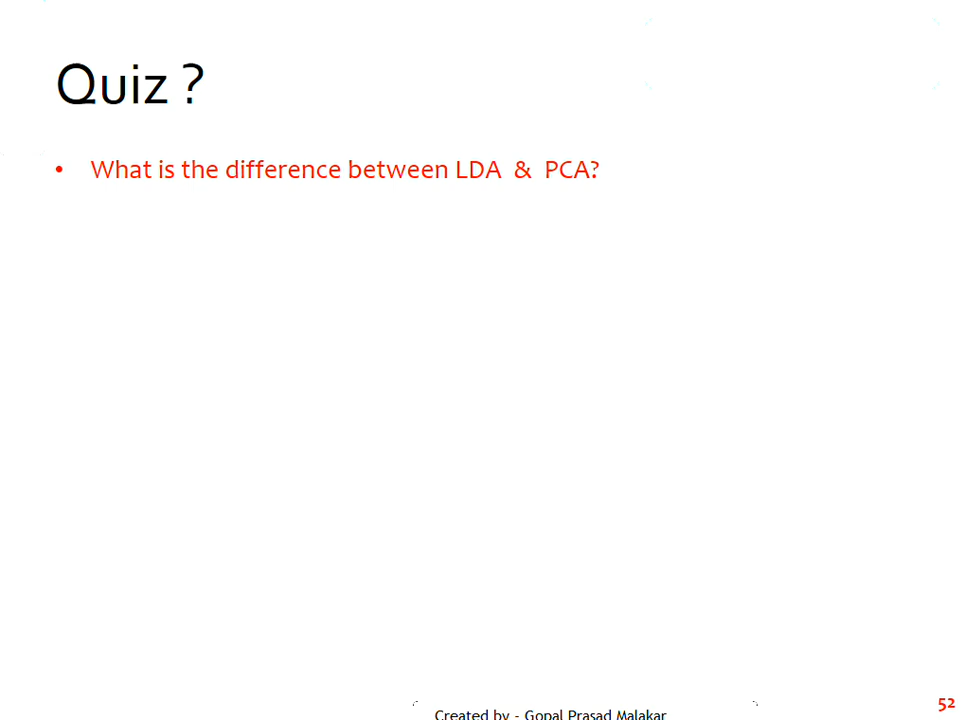 Quiz ?
• What is the difference between LDA & PCA?
Created by - Gopal Prasad Malakar
52